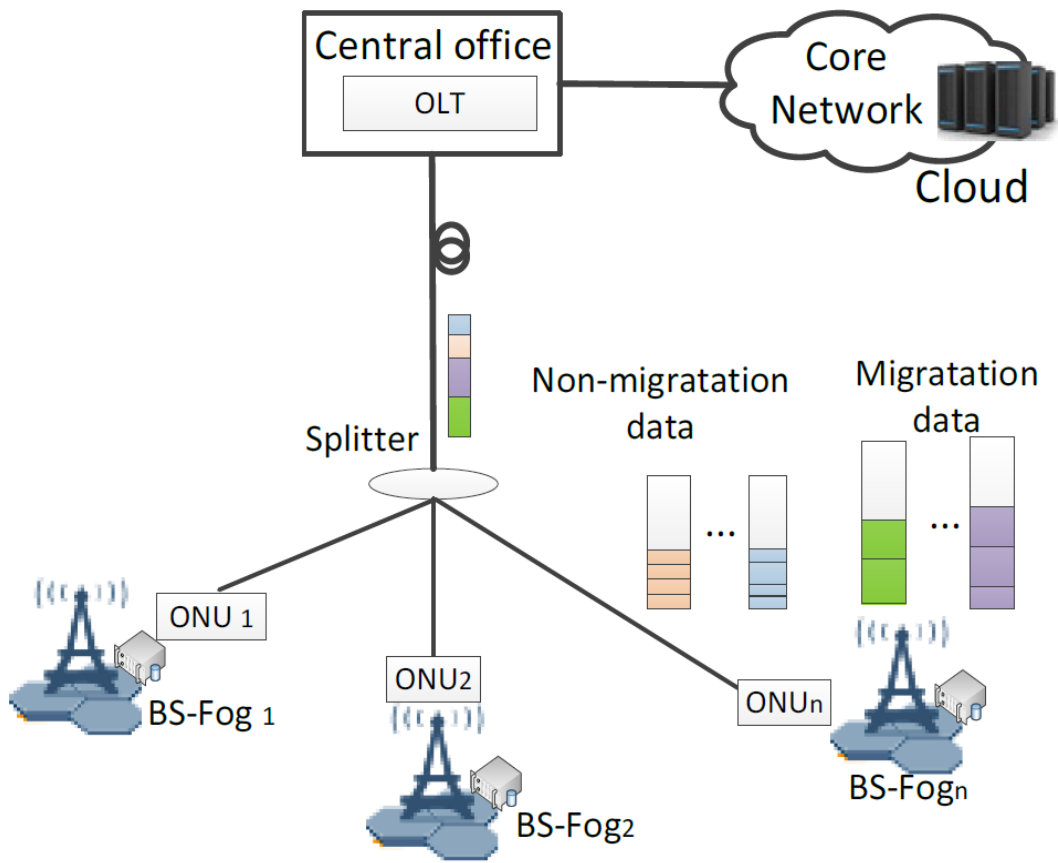 Central office
OLT
Core
Network
Cloud
Splitter
Non-migratation
data
Migratation
data
...
...
ONU 1
BS-Fog 1
ONU2
BS-Fog2
ONUn
BS-Fogn